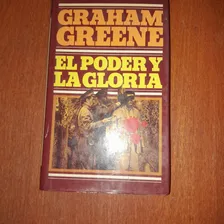 GRAHAM
GREENE
EL PODER Y
LA GLORIA